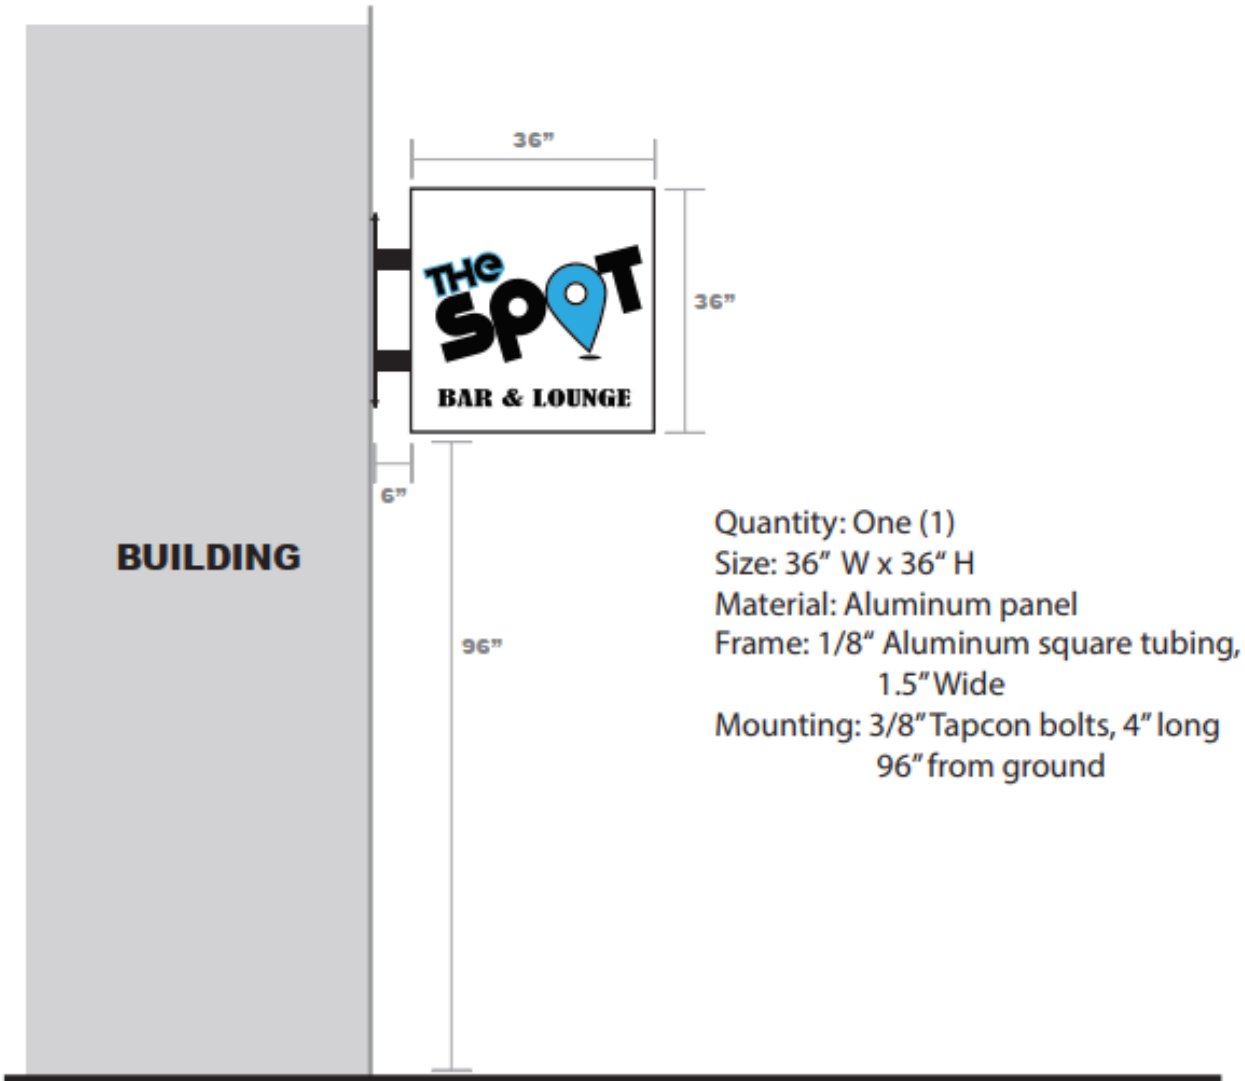 36”
THE
SPOT
BAR & LOUNGE
36”
6”
BUILDING
96”
Quantity: One (1)
Size: 36” W x 36“ H
Material: Aluminum panel
Frame: 1/8“ Aluminum square tubing,
1.5” Wide
Mounting: 3/8” Tapcon bolts, 4” long
96” from ground